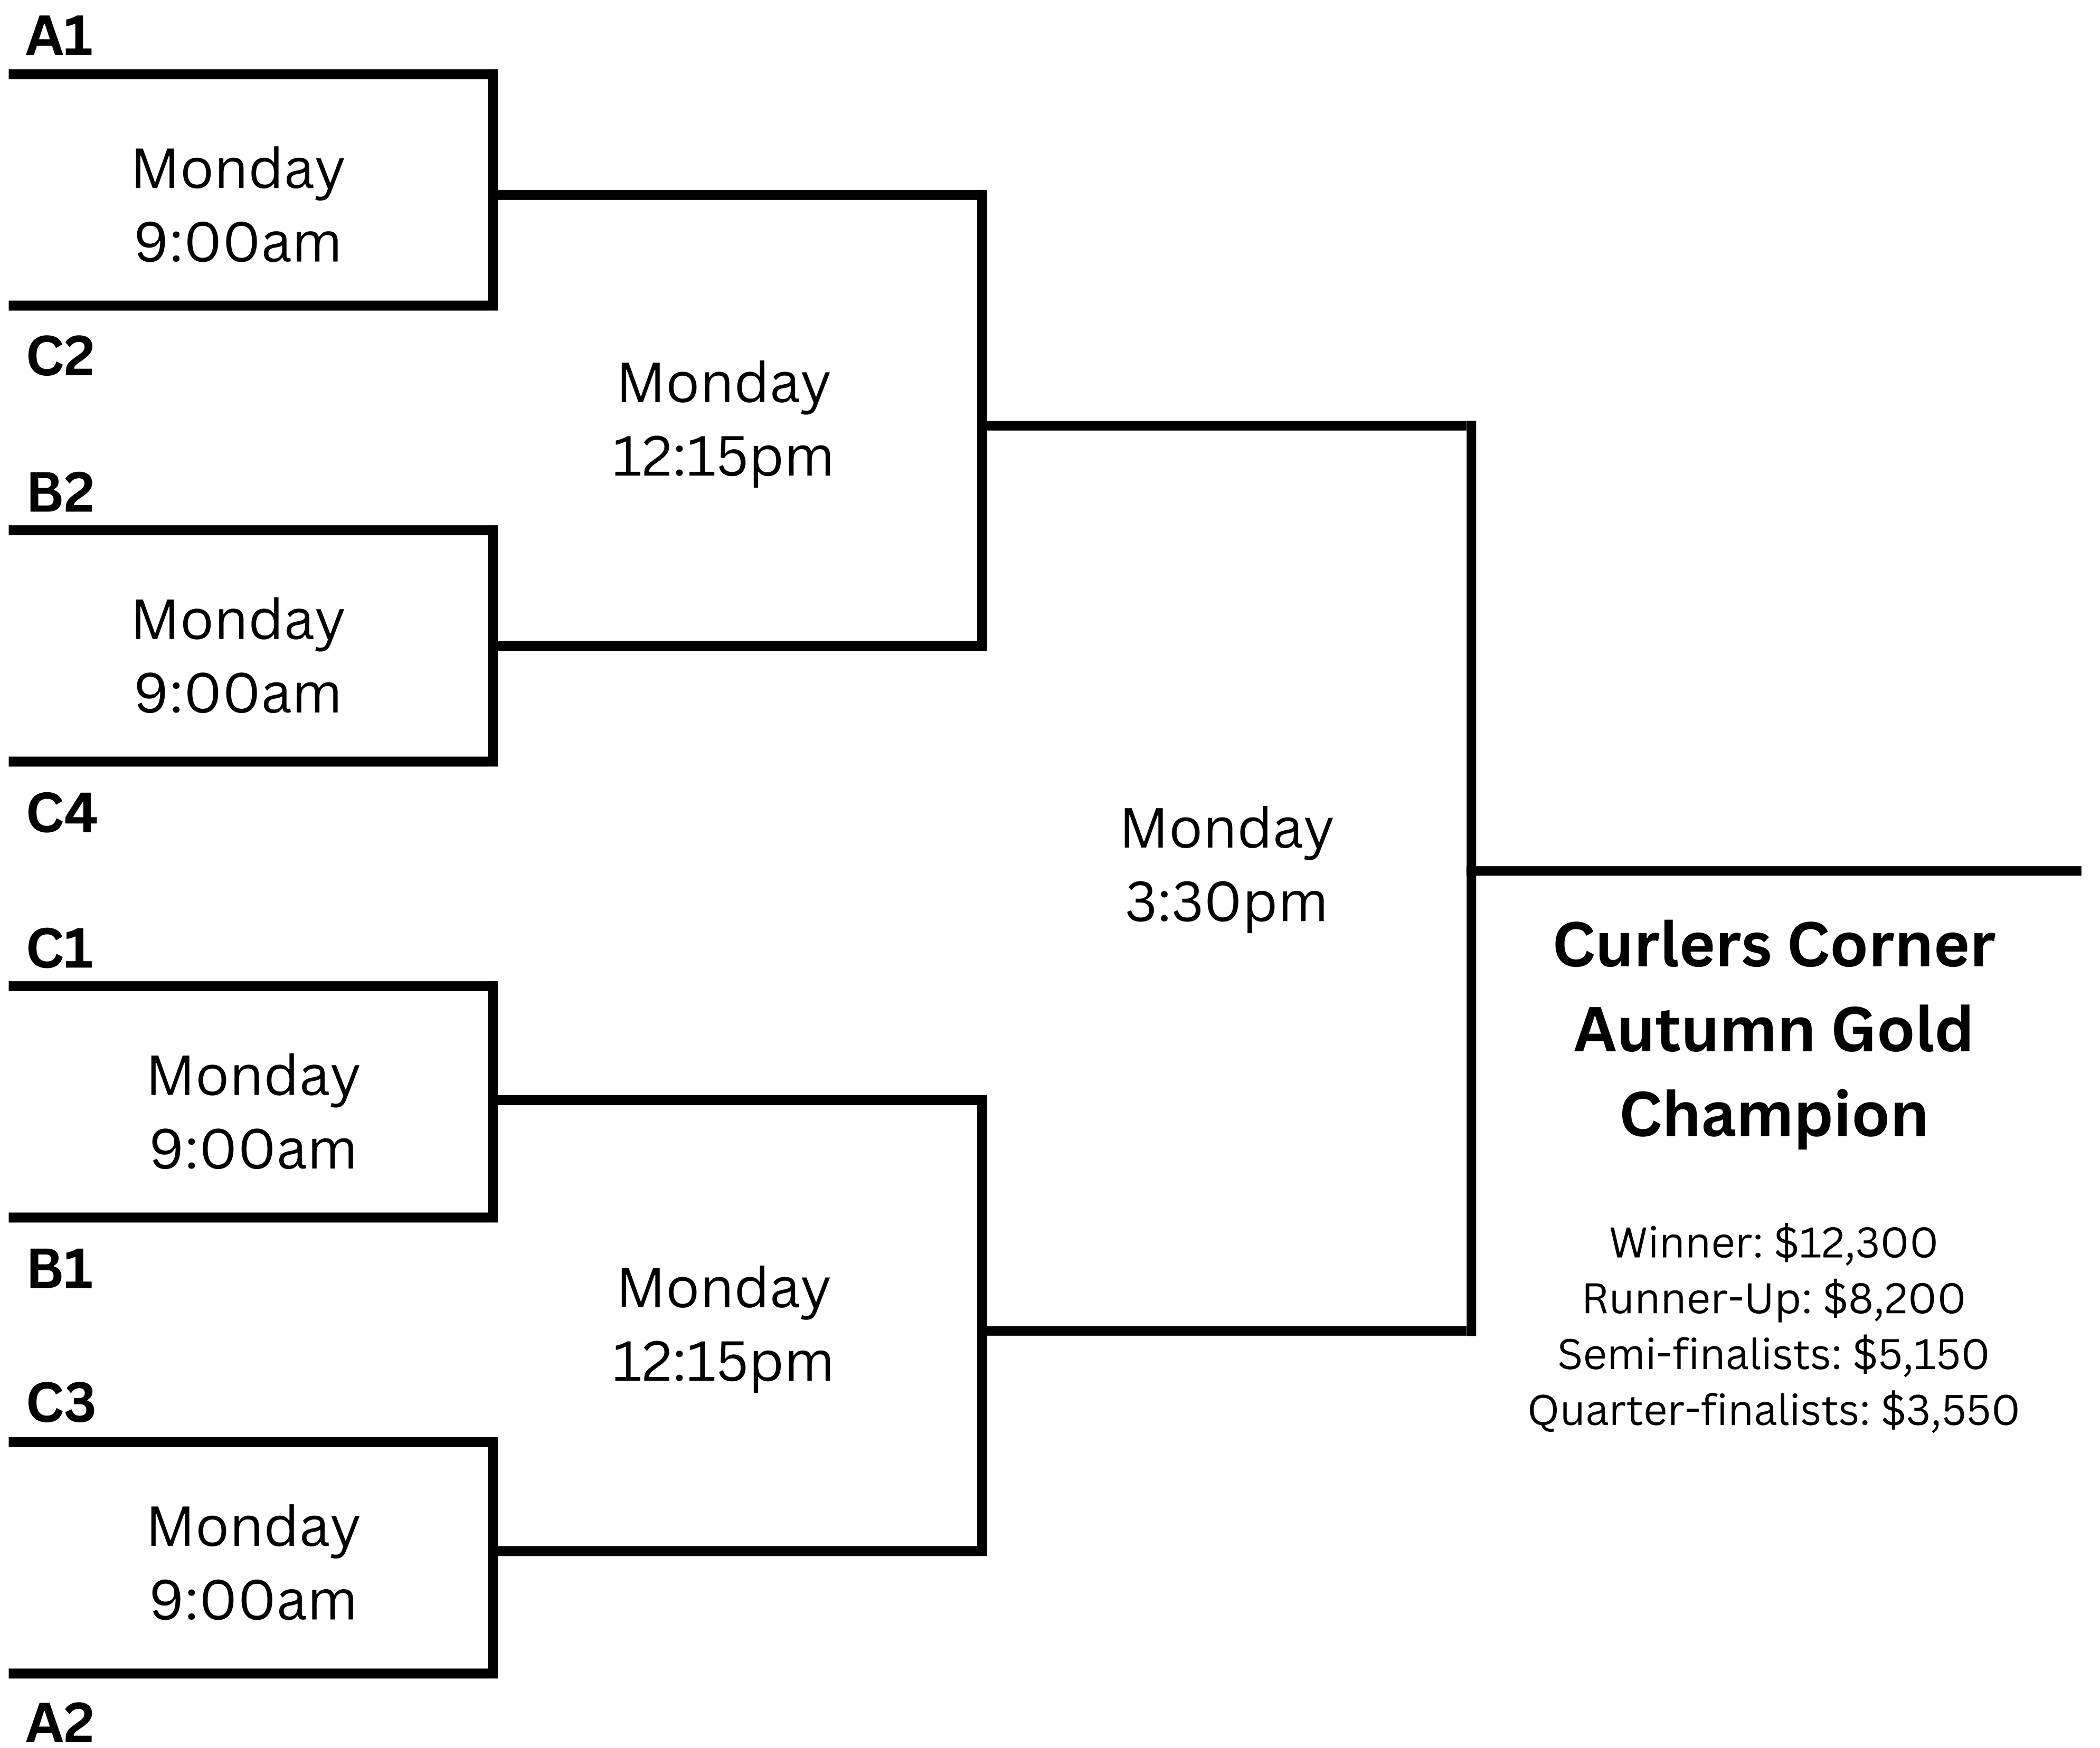 A1
Monday
9:00am
C2
Monday
12:15pm
B2
Monday
9:00am
C4
Monday
3:30pm
C1
Monday
9:00am
B1
Monday
12:15pm
C3
Monday
9:00am
A2
Curlers Corner
Autumn Gold
Champion
Winner: $12,300
Runner-Up: $8,200
Semi-finalists: $5,150
Quarter-finalists: $3,550